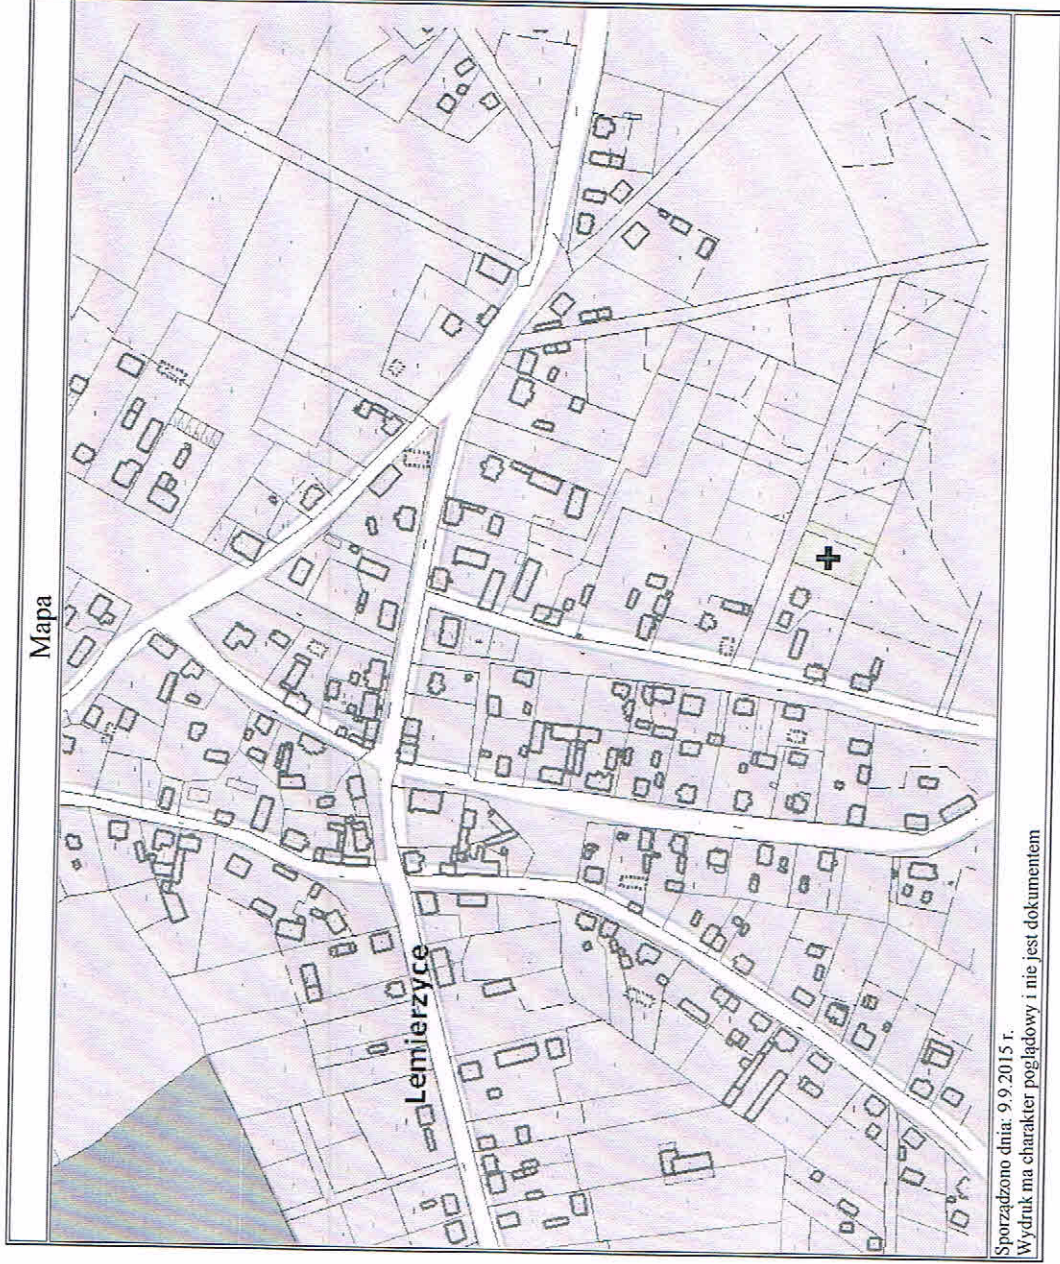 Mapa
Lemierzyce
Sporządzono dnia: 9.9.2015 r.
Wydruk ma charakter poglądowy i nie jest dokumentem